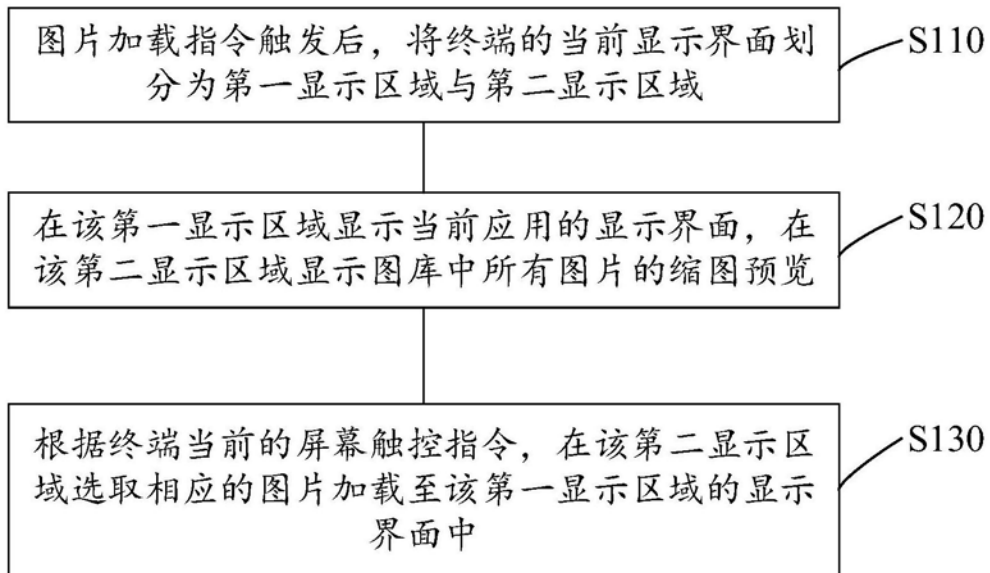 图片加载指令触发后，将终端的当前显示界面划
分为第一显示区域与第二显示区域
S110
在该第一显示区域显示当前应用的显示界面，在
该第二显示区域显示图库中所有图片的缩图预览
S120
根据终端当前的屏幕触控指令，在该第二显示区
域选取相应的图片加载至该第一显示区域的显示
界面中
S130